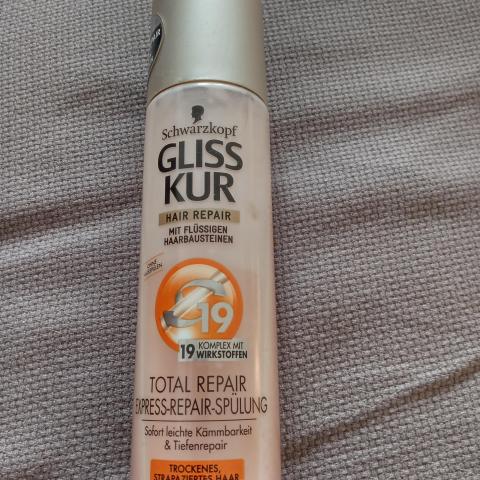 Schwarzkopf
GLISS
KUR
HAIR REPAIR
MIT FLÜSSIGEN
HAARBAUSTEINEN
OHNE
19
19 KOMPLEX MIT
WIRKSTOFFEN
TOTAL REPAIR
EXPRESS-REPAIR-SPÜLUNG
Sofort leichte Kämmbarkeit
& Tiefenrepair
TROCKENES,
STRAPAZIERTES HAAR